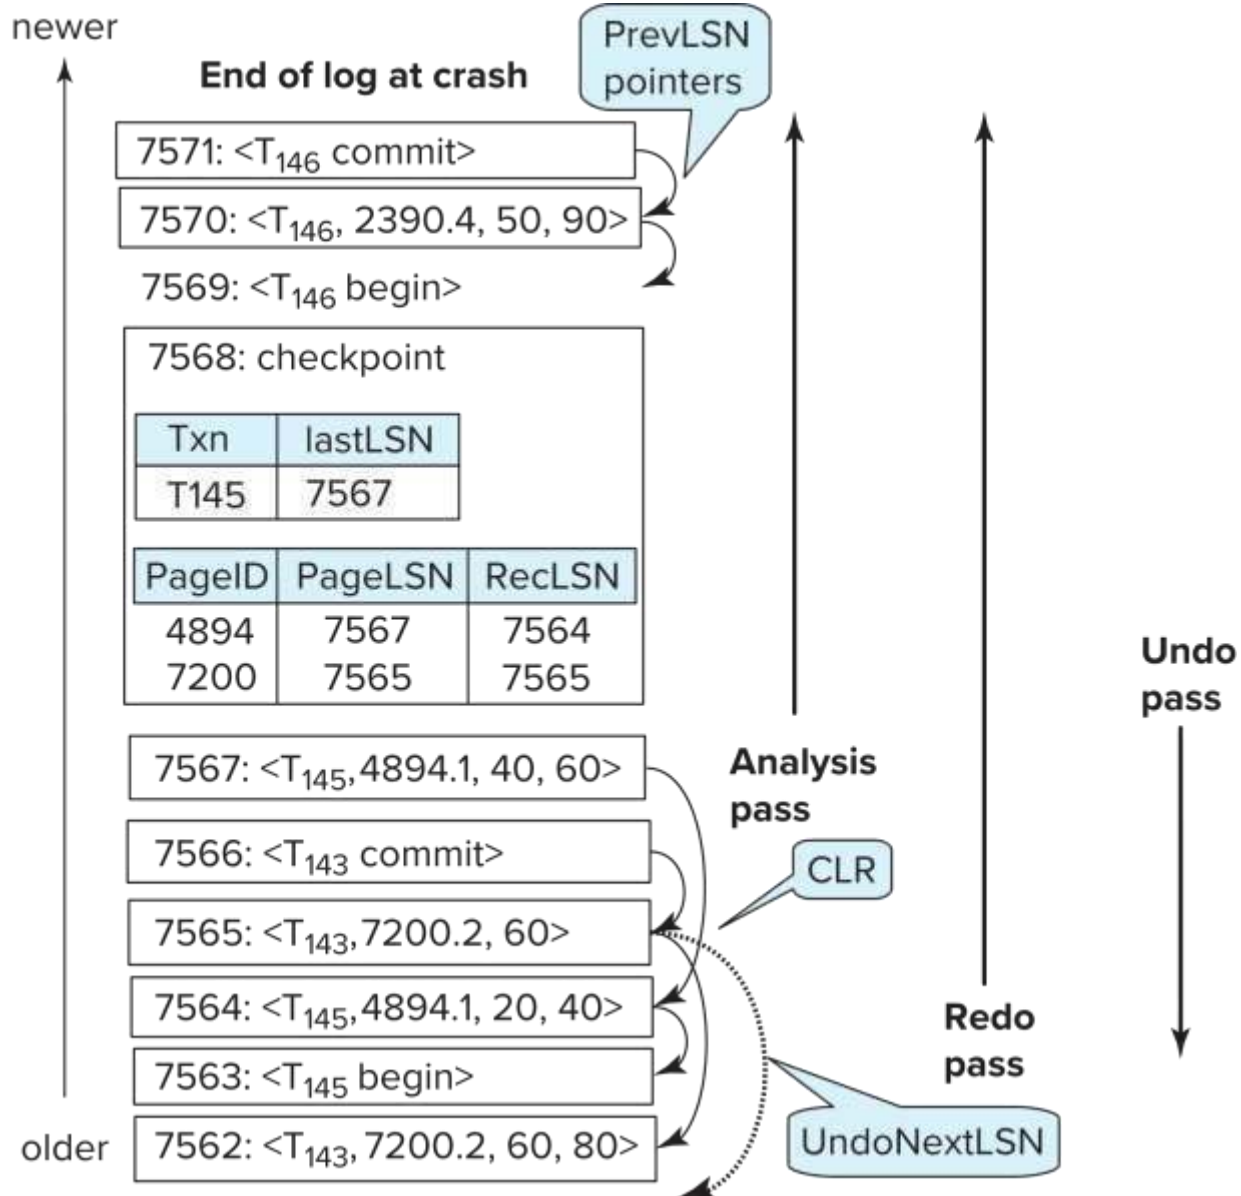 newer
PrevLSN
pointers
End of log at crash
7571: <T146 commit>
7570: <T146, 2390.4, 50, 90>
7569: <T146 begin>
7568: checkpoint
Txn lastLSN
T145 7567
PageID PageLSN RecLSN
4894 7567 7564
7200 7565 7565
Undo
pass
7567: <T145,4894.1, 40, 60>
Analysis
pass
7566: <T143 commit>
CLR
7565: <T143,7200.2, 60>
7564: <T145,4894.1, 20, 40>
Redo
pass
7563: <T145 begin>
older
7562: <T143,7200.2, 60, 80>
UndoNextLSN